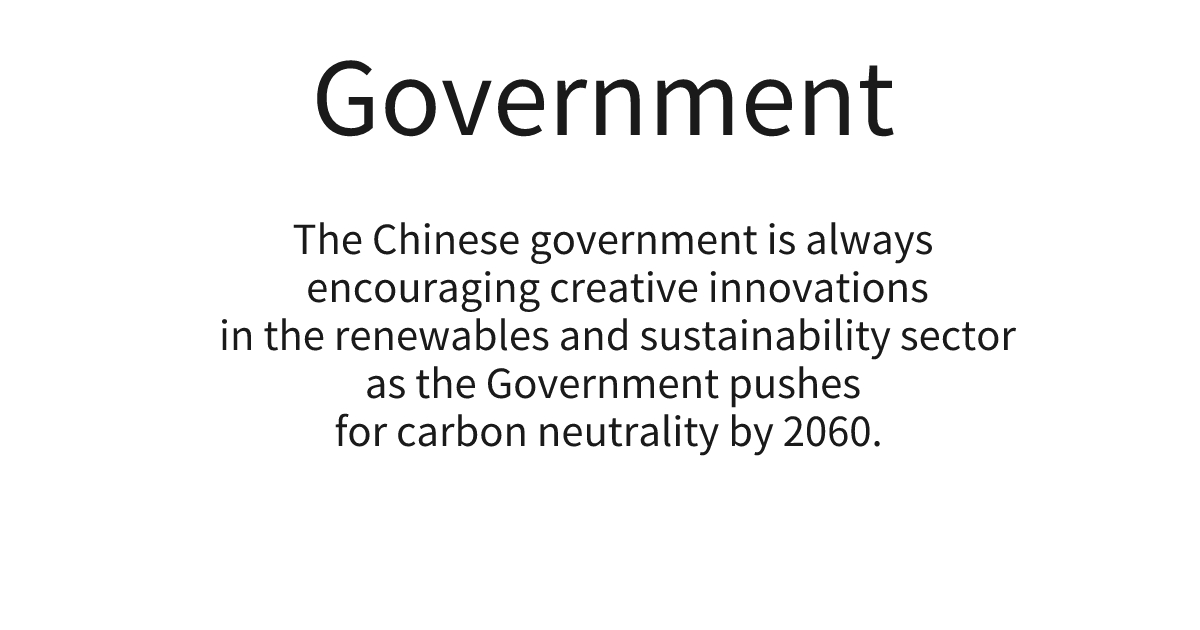 Government
The Chinese government is always
encouraging creative innovations
in the renewables and sustainability sector
as the Government pushes
for carbon neutrality by 2060.